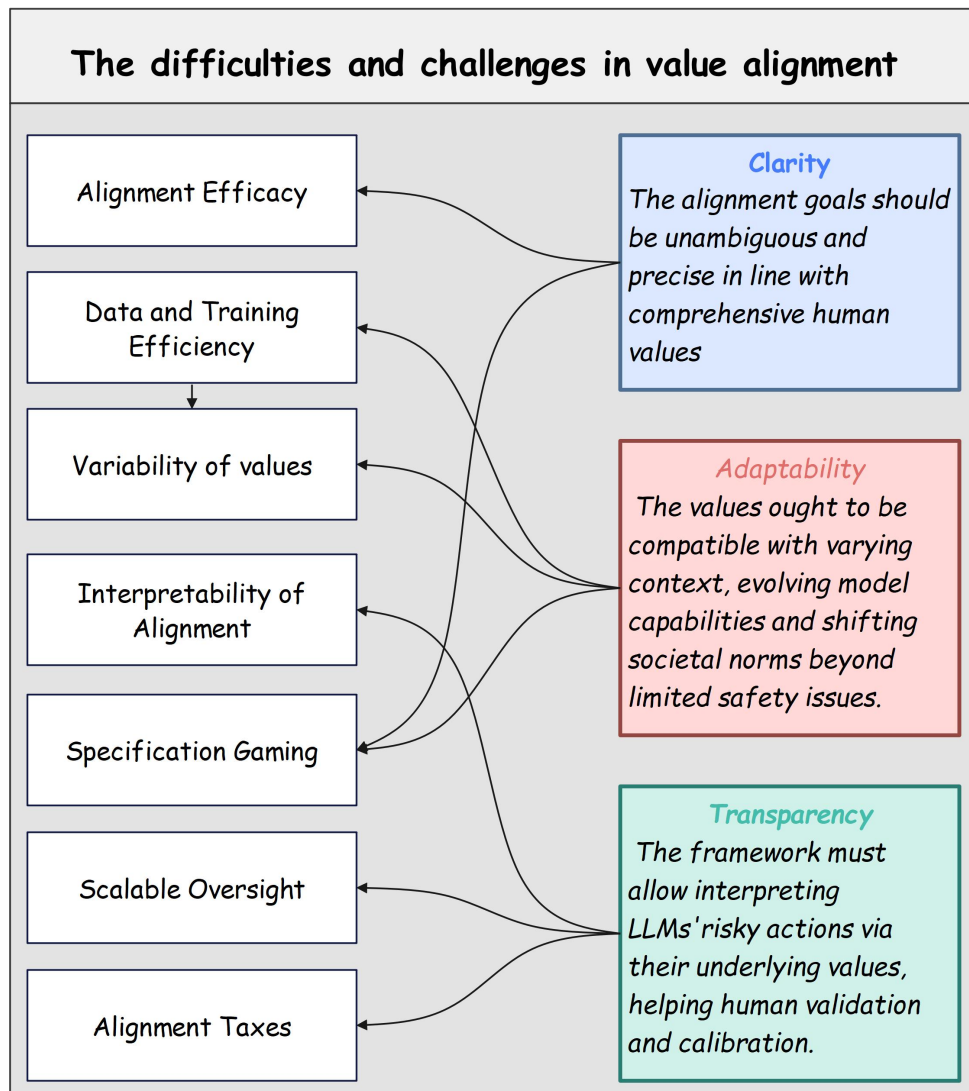 The difficulties and challenges in value alignment
Alignment Efficacy
Data and Training
Efficiency
Variability of values
Interpretability of
Alignment
Specification Gaming
Scalable Oversight
Alignment Taxes
Clarity
The alignment goals should
be unambiguous and
precise in line with
comprehensive human
values
Adaptability
The values ought to be
compatible with varying
context, evolving model
capabilities and shifting
societal norms beyond
limited safety issues.
Transparency
The framework must
allow interpreting
LLMs'risky actions via
their underlying values,
helping human validation
and calibration.